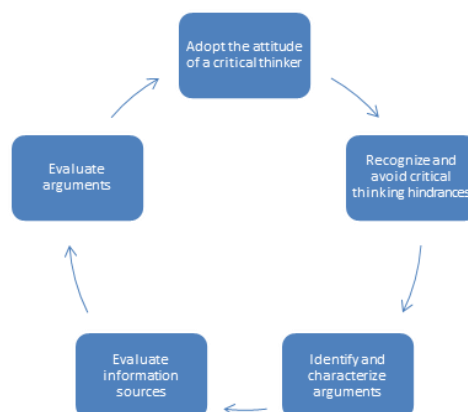 Adopt the attitude
of a critical thinker
Recognize and
avoid critical
thinking hindrances
Identify and
characterize
arguments
Evaluate
information
sources
Evaluate
arguments